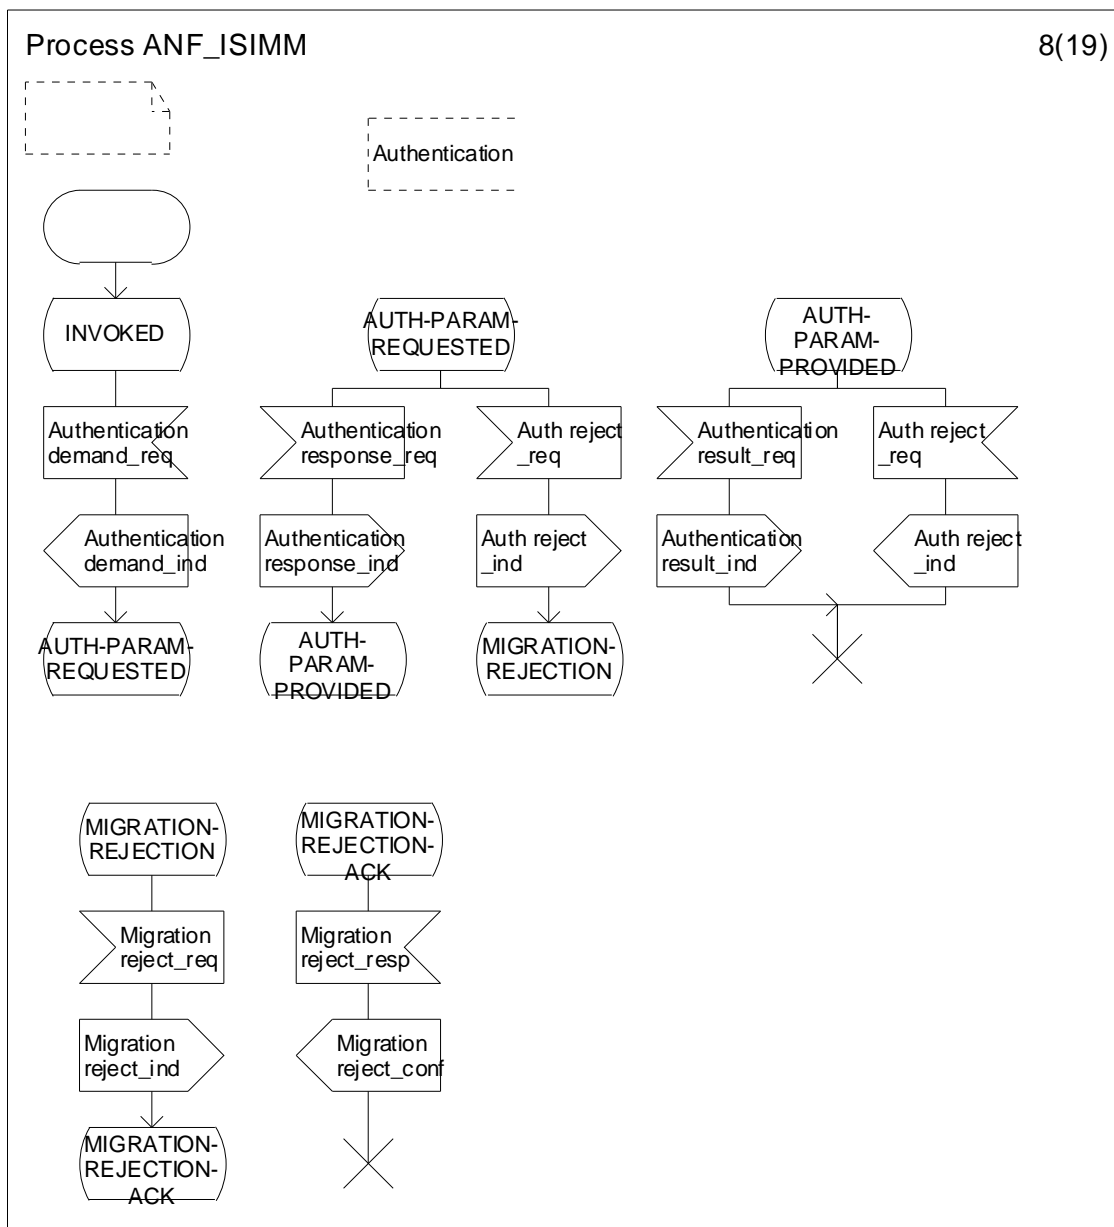 Process ANF_ISIMM
8(19)
Authentication
INVOKED
AUTH-PARAM-
REQUESTED
AUTH-
PARAM-
PROVIDED
Authentication
demand_req
Authentication
response_req
Auth reject
_req
Authentication
result_req
Auth reject
_req
Authentication
demand_ind
Authentication
response_ind
Auth reject
_ind
Authentication
result_ind
Auth reject
_ind
AUTH-PARAM-
REQUESTED
AUTH-
PARAM-
PROVIDED
MIGRATION-
REJECTION
MIGRATION-
REJECTION
MIGRATION-
REJECTION-
ACK
Migration
reject_req
Migration
reject_resp
Migration
reject_ind
Migration
reject_conf
MIGRATION-
REJECTION-
ACK